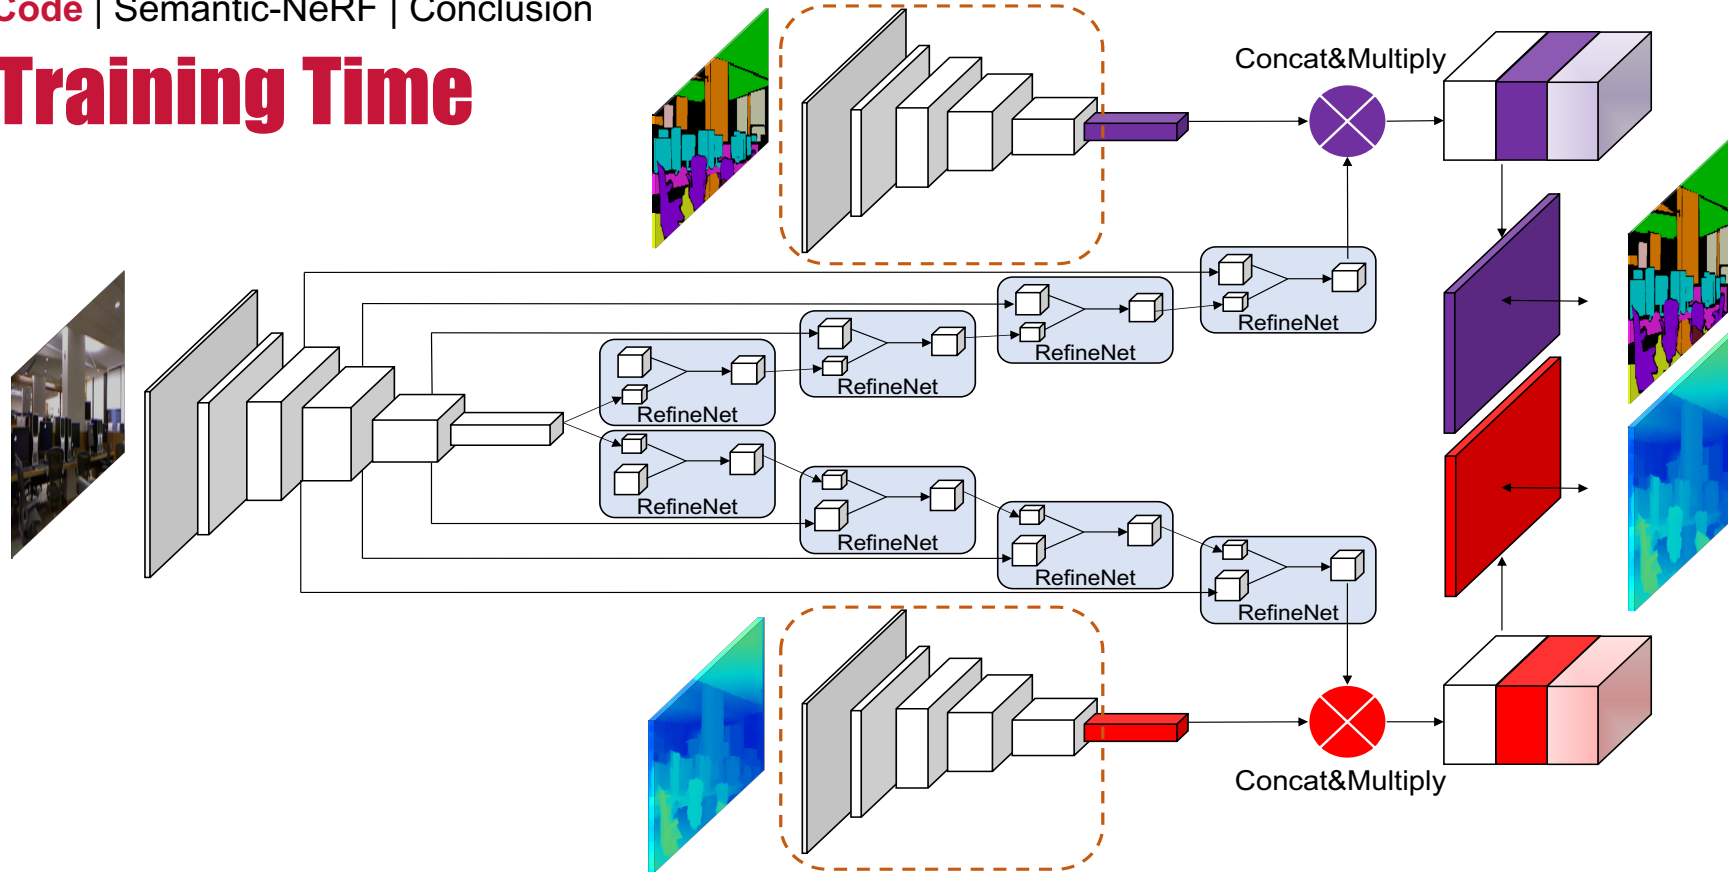 Code | Semantic-NeRF | Conclusion
Training Time
Concat&Multiply
RefineNet
RefineNet
RefineNet
RefineNet
RefineNet
RefineNet
RefineNet
RefineNet
Concat&Multiply